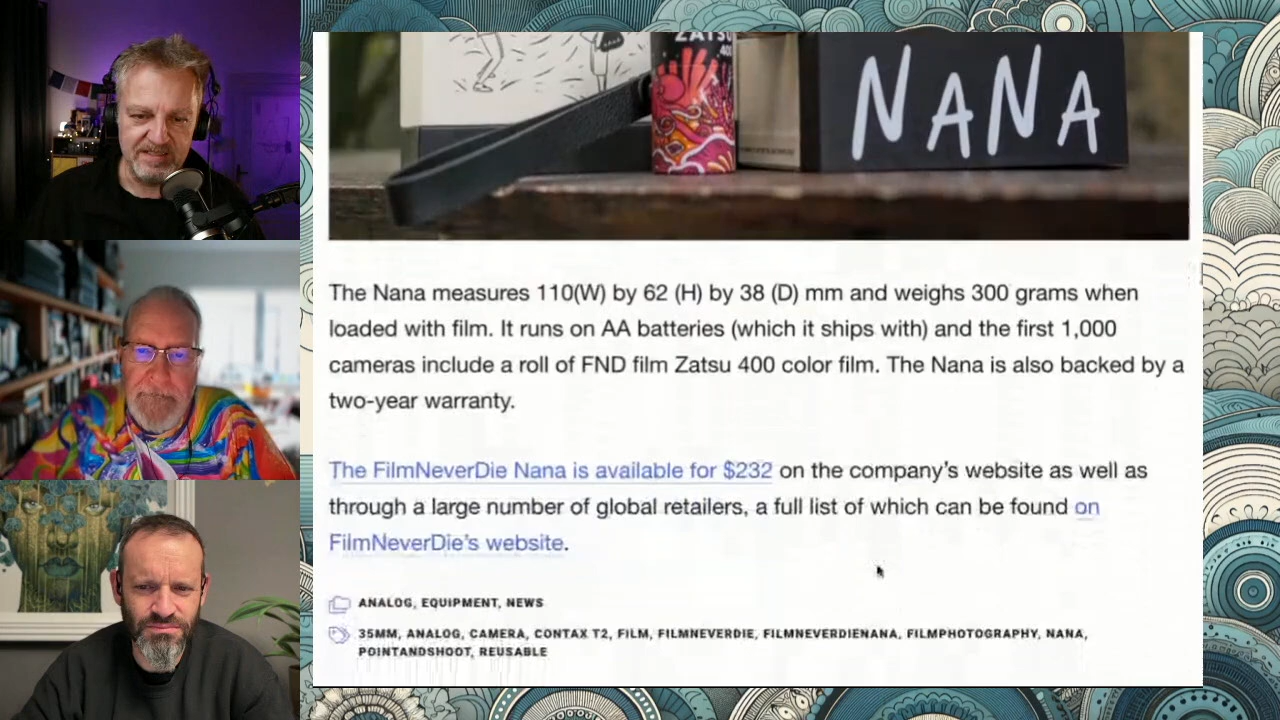 ZATSU
400
NANA
The Nana measures 110(W) by 62 (H) by 38 (D) mm and weighs 300 grams when
loaded with film. It runs on AA batteries (which it ships with) and the first 1,000
cameras include a roll of FND film Zatsu 400 color film. The Nana is also backed by a
two-year warranty.
The FilmNeverDie Nana is available for $232 on the company's website as well as
through a large number of global retailers, a full list of which can be found on
FilmNeverDie's website.
ANALOG, EQUIPMENT, NEWS
35MM, ANALOG, CAMERA, CONTAX T2, FILM, FILMNEVERDIE, FILMNEVERDIENANA, FILMPHOTOGRAPHY, NANA,
POINTANDSHOOT, REUSABLE